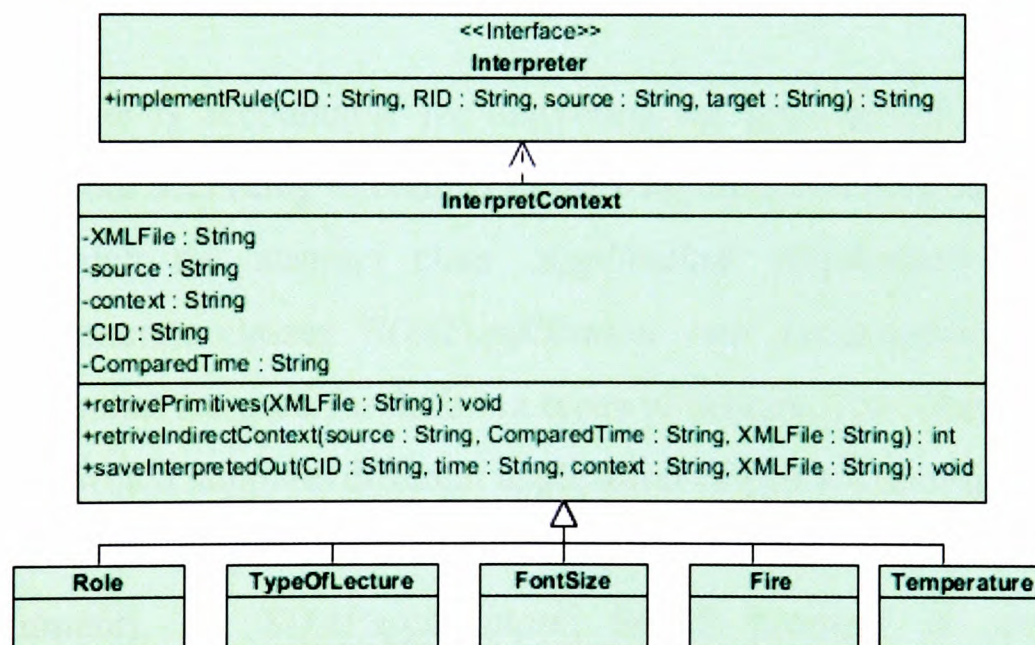 <<Interface>>
Interpreter
+implementRule(CID : String, RID : String, source : String, target : String) : String
InterpretContext
-XMLFile : String
-source : String
-context : String
-CID : String
-ComparedTime : String
+retrivePrimitives(XMLFile : String) : void
+retriveIndirectContext(source : String, ComparedTime : String, XMLFile : String) : int
+saveInterpretedOut(CID : String, time : String, context : String, XMLFile : String) : void
Role TypeOfLecture FontSize Fire Temperature